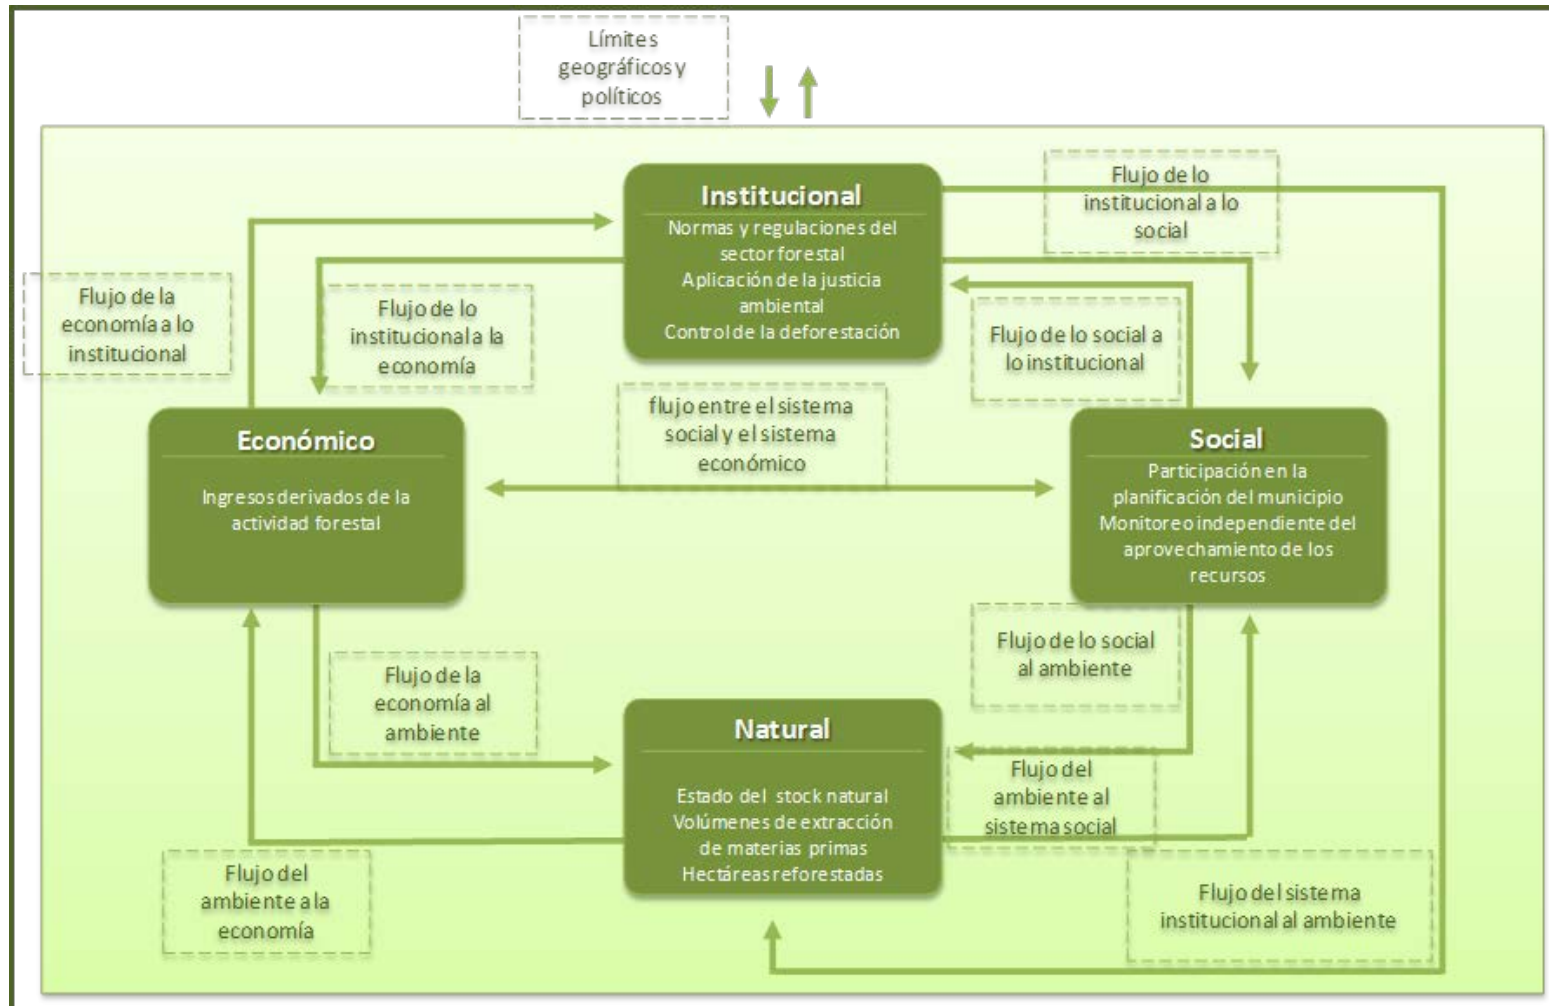 Límites
geográficos y
políticos
Institucional
Normas y regulaciones del
sector forestal
Aplicación de la justicia
ambiental
Control de la deforestación
Flujo de lo
institucional a lo
social
Flujo de la
economía a lo
institucional
Flujo de lo
institucional a la
economía
Flujo de lo social a
lo institucional
flujo entre el sistema
social y el sistema
económico
Económico
Ingresos derivados de la
actividad forestal
Social
Participación en la
planificación del municipio
Monitoreo independiente del
aprovechamiento de los
recursos
Flujo de la
economía al
ambiente
Flujo de lo social
al ambiente
Natural
Estado del stock natural
Volúmenes de extracción
de materias primas
Hectáreas reforestadas
Flujo del
ambiente al
sistema social
Flujo del
ambiente a la
economía
Flujo del sistema
institucional al ambiente